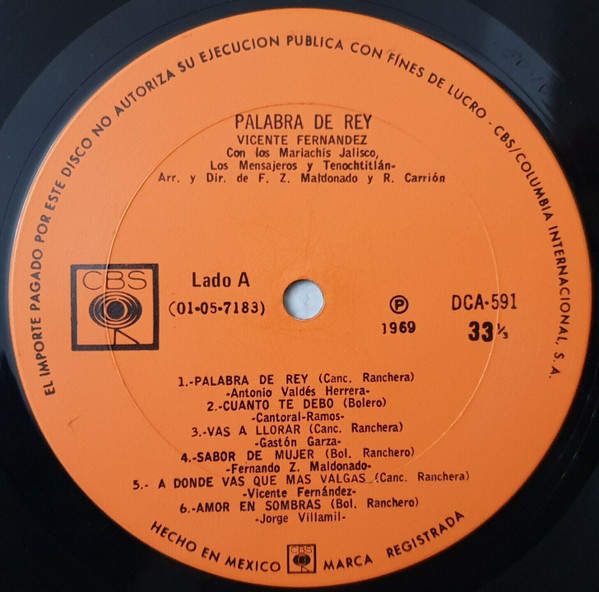 EL IMPORTE PAGADO POR ESTE DISCO NO AUTORIZA SU EJECUCION PUBLICA CON FINES DE LUCRO - CBS/COLUMBIA INTERNACIONAL, S. A.
PALABRA DE REY
VICENTE FERNANDEZ
Con los Mariachis Jalisco,
Los Mensajeros y Tenochtitlán-
Arr. y Dir. de F. Z. Maldonado y R. Carrión
CBS
Lado A
(01-05-7183)
℗
1969
DCA-591
33⅓
1.-PALABRA DE REY (Canc. Ranchera)
-Antonio Valdés Herrera-
2.-CUANTO TE DEBO (Bolero)
-Cantoral-Ramos-
3.-VAS A LLORAR (Canc. Ranchera)
-Gastón Garza-
4.-SABOR DE MUJER (Bol. Ranchero)
-Fernando Z. Maldonado-
5.- A DONDE VAS QUE MAS VALGAS (Canc. Ranchera)
-Vicente Fernández-
6.-AMOR EN SOMBRAS (Bol. Ranchero)
-Jorge Villamil-
HECHO EN MEXICO CBS MARCA REGISTRADA